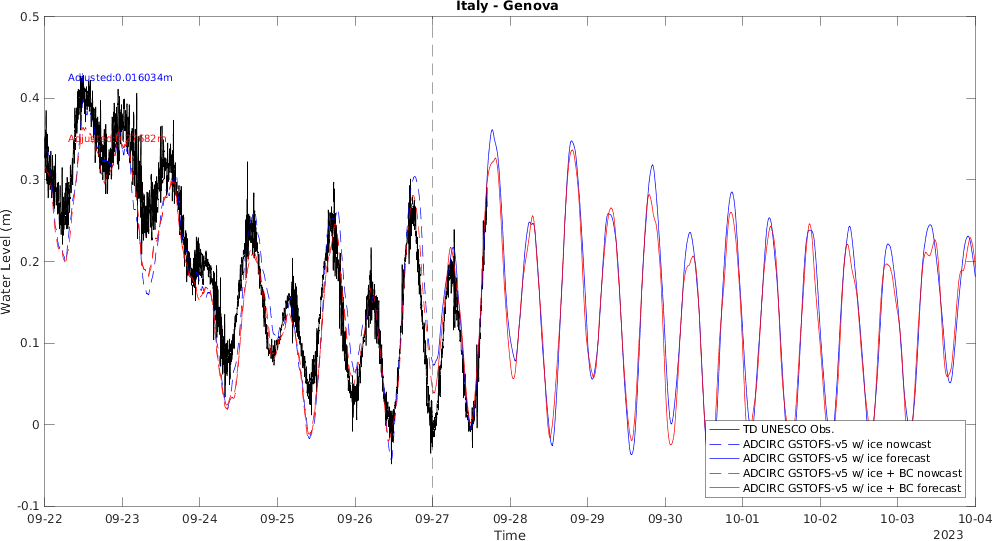 Italy - Genova
0.5
0.4
0.3
0.2
0.1
0
-0.1
Water Level (m)
Adjusted:0.016034m
TD UNESCO Obs.
ADCIRC GSTOFS-v5 w/ ice nowcast
ADCIRC GSTOFS-v5 w/ ice forecast
ADCIRC GSTOFS-v5 w/ ice + BC nowcast
ADCIRC GSTOFS-v5 w/ ice + BC forecast
09-22 09-23 09-24 09-25 09-26 09-27 09-28 09-29 09-30 10-01 10-02 10-03 10-04
Time
2023